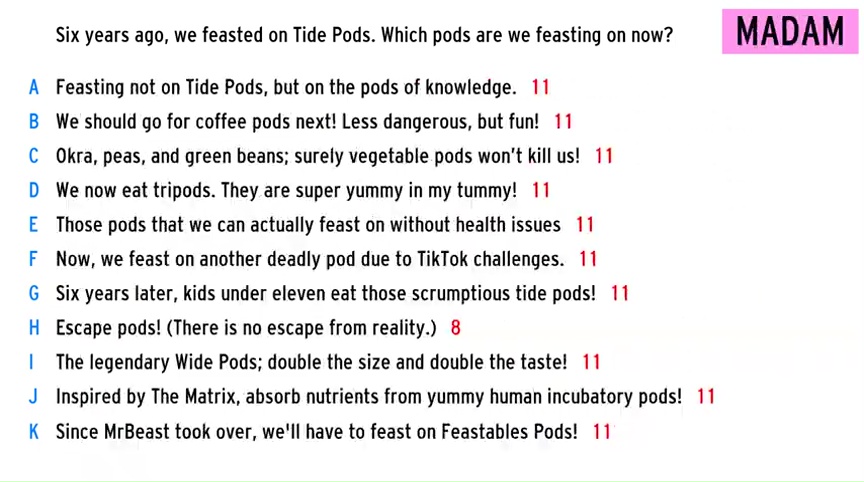 Six years ago, we feasted on Tide Pods. Which pods are we feasting on now?
MADAM
A Feasting not on Tide Pods, but on the pods of knowledge. 11
B We should go for coffee pods next! Less dangerous, but fun! 11
C Okra, peas, and green beans; surely vegetable pods won't kill us! 11
D We now eat tripods. They are super yummy in my tummy! 11
E Those pods that we can actually feast on without health issues 11
F Now, we feast on another deadly pod due to TikTok challenges. 11
G Six years later, kids under eleven eat those scrumptious tide pods! 11
H Escape pods! (There is no escape from reality.) 8
I The legendary Wide Pods; double the size and double the taste! 11
J Inspired by The Matrix, absorb nutrients from yummy human incubatory pods! 11
K Since MrBeast took over, we'll have to feast on Feastables Pods! 11